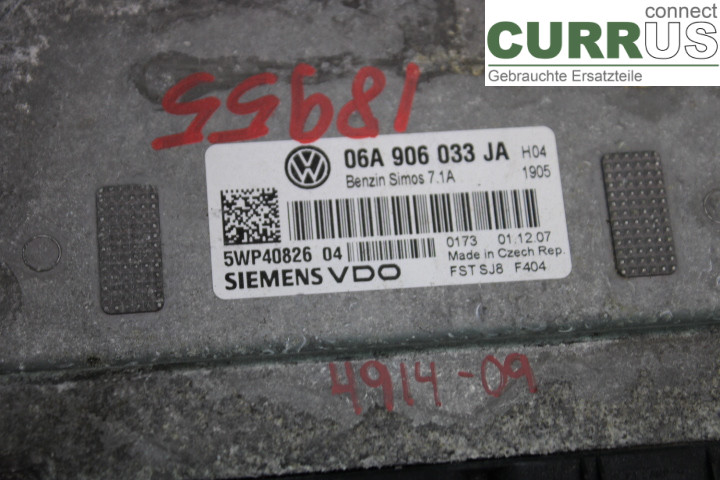 connect
CURRUS
Gebrauchte Ersatzteile
18955
06A 906 033 JA H04
Benzin Simos 7.1A 1905
5WP40826 04 0173 01.12.07
Made in Czech Rep.
SIEMENS VDO FST SJ8 F404
4914-09